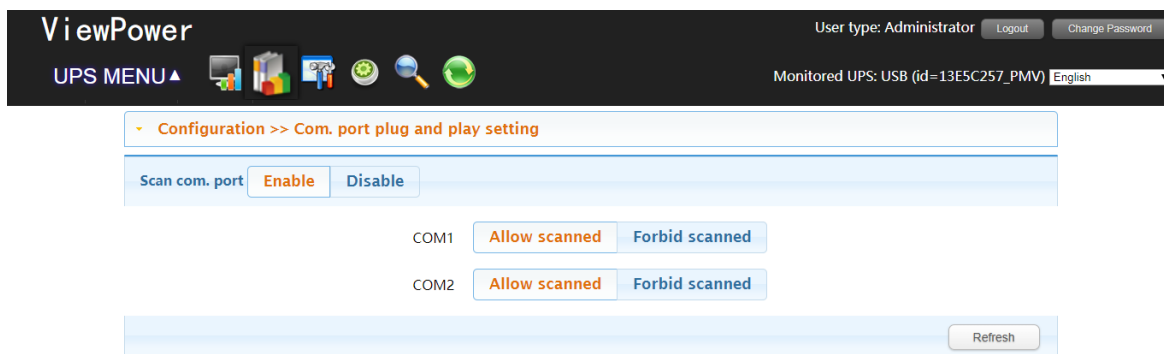 ViewPower
User type: Administrator Logout Change Password
UPS MENU▲
Monitored UPS: USB (id=13E5C257_PMV) English
Configuration >> Com. port plug and play setting
Scan com. port Enable Disable
COM1 Allow scanned Forbid scanned
COM2 Allow scanned Forbid scanned
Refresh